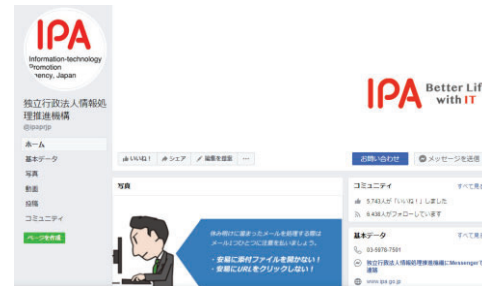 IPA
Information-technology
Promotion
gency, Japan
独立行政法人情報処
理推進機構
@ipaprjp
ホーム
基本データ
写真
動画
投稿
コミュニティ
ページを作成
IPA
Better Lif
with IT
いいね!
シェア
編集を提案
お問い合わせ
メッセージを送信
写真
休み明けに溜まったメールを処理する際は
メール1つひとつに注意を払いましょう。
・安易に添付ファイルを開かない!
・安易にURLをクリックしない!
コミュニティ
すべて見
5,743人が「いいね!」しました
6,438人がフォローしています
基本データ
すべて見
03-5978-7501
独立行政法人情報処理推進機構にMessengerで
連絡
www.ipa.go.jp